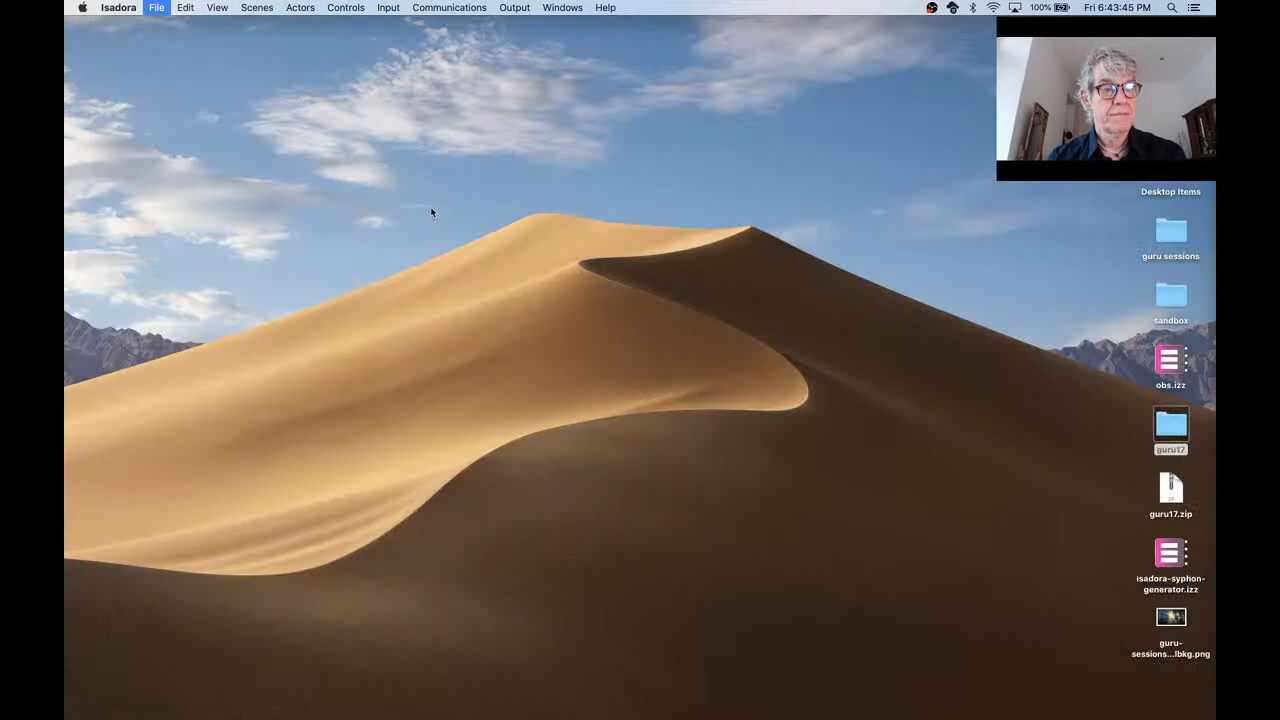 Isadora File Edit View Scenes Actors Controls Input Communications Output Windows Help 100% Fri 6:43:45 PM
Desktop Items
guru sessions
sandbox
obs.izz
guru17
ZIP
guru17.zip
isadora-syphon-
generator.izz
guru-
sessions...lbkg.png